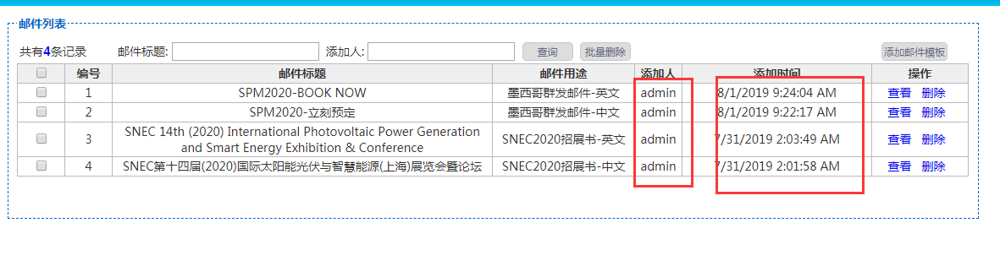 邮件列表
共有4条记录 邮件标题: 添加人: 查询 批量删除 添加邮件模板
编号 邮件标题 邮件用途 添加人 添加时间 操作
1 SPM2020-BOOK NOW 墨西哥群发邮件-英文 admin 8/1/2019 9:24:04 AM 查看 删除
2 SPM2020-立刻预定 墨西哥群发邮件-中文 admin 8/1/2019 9:22:17 AM 查看 删除
3 SNEC 14th (2020) International Photovoltaic Power Generation
and Smart Energy Exhibition & Conference SNEC2020招展书-英文 admin 7/31/2019 2:03:49 AM 查看 删除
4 SNEC第十四届(2020)国际太阳能光伏与智慧能源(上海)展览会暨论坛 SNEC2020招展书-中文 admin 7/31/2019 2:01:58 AM 查看 删除